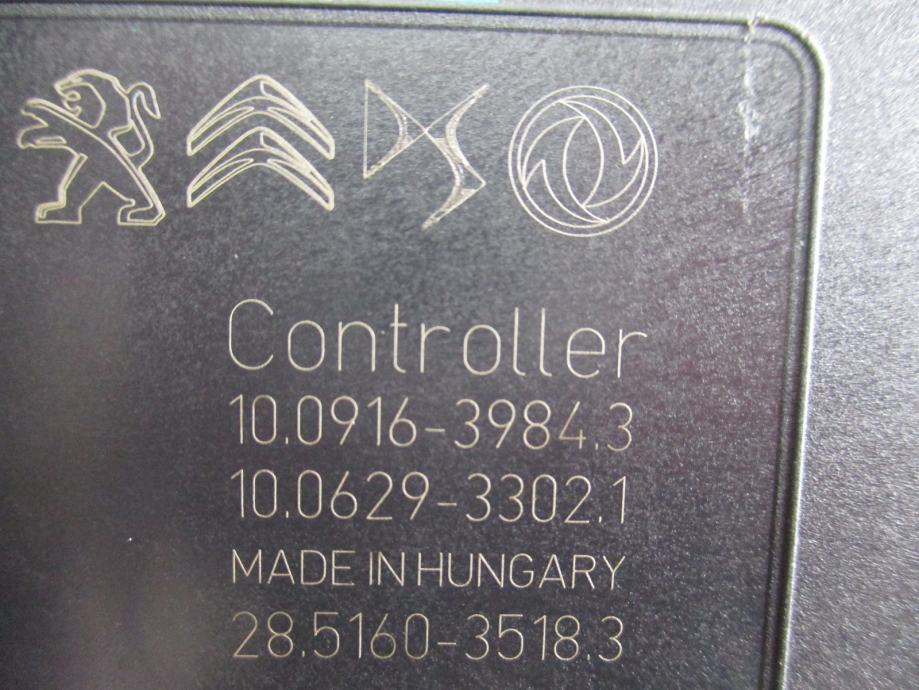 Controller
10.0916-3984.3
10.0629-3302.1
MADE IN HUNGARY
28.5160-3518.3